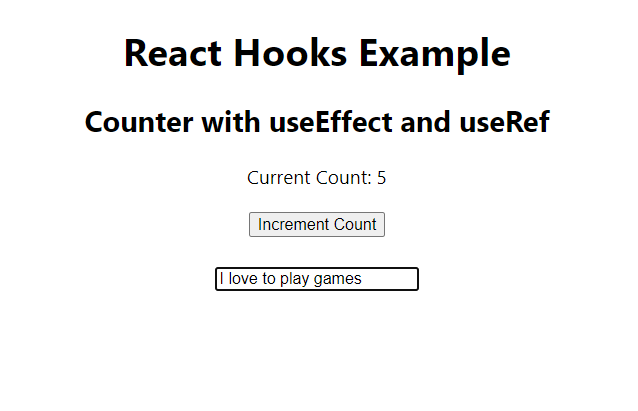 React Hooks Example
Counter with useEffect and useRef
Current Count: 5
Increment Count
I love to play games